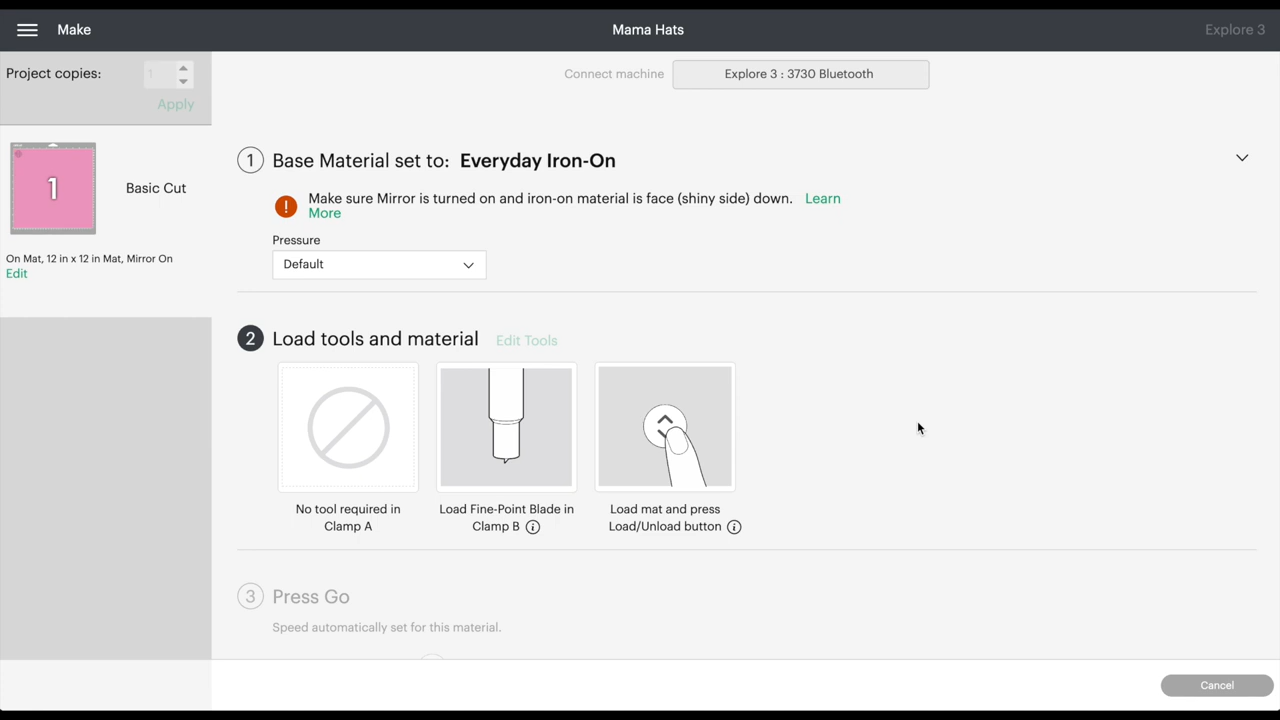 Make
Mama Hats
Explore 3
Project copies:
1
Apply
Connect machine
Explore 3 : 3730 Bluetooth
1
Basic Cut
On Mat, 12 in x 12 in Mat, Mirror On
Edit
1 Base Material set to: Everyday Iron-On
! Make sure Mirror is turned on and iron-on material is face (shiny side) down. Learn
More
Pressure
Default
2 Load tools and material Edit Tools
No tool required in
Clamp A
Load Fine-Point Blade in
Clamp B i
Load mat and press
Load/Unload button i
3 Press Go
Speed automatically set for this material.
Cancel